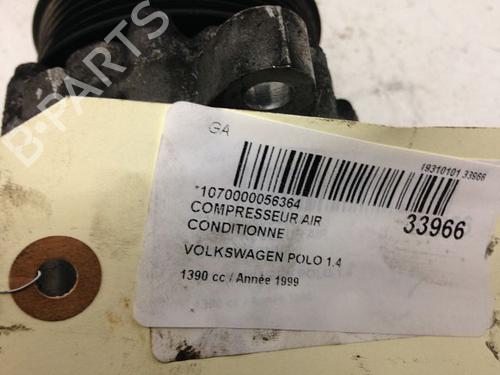 B-PARTS
GA
19310101 33966
*1070000056364
COMPRESSEUR AIR
CONDITIONNE
33966
VOLKSWAGEN POLO 1.4
1390 cc / Année 1999